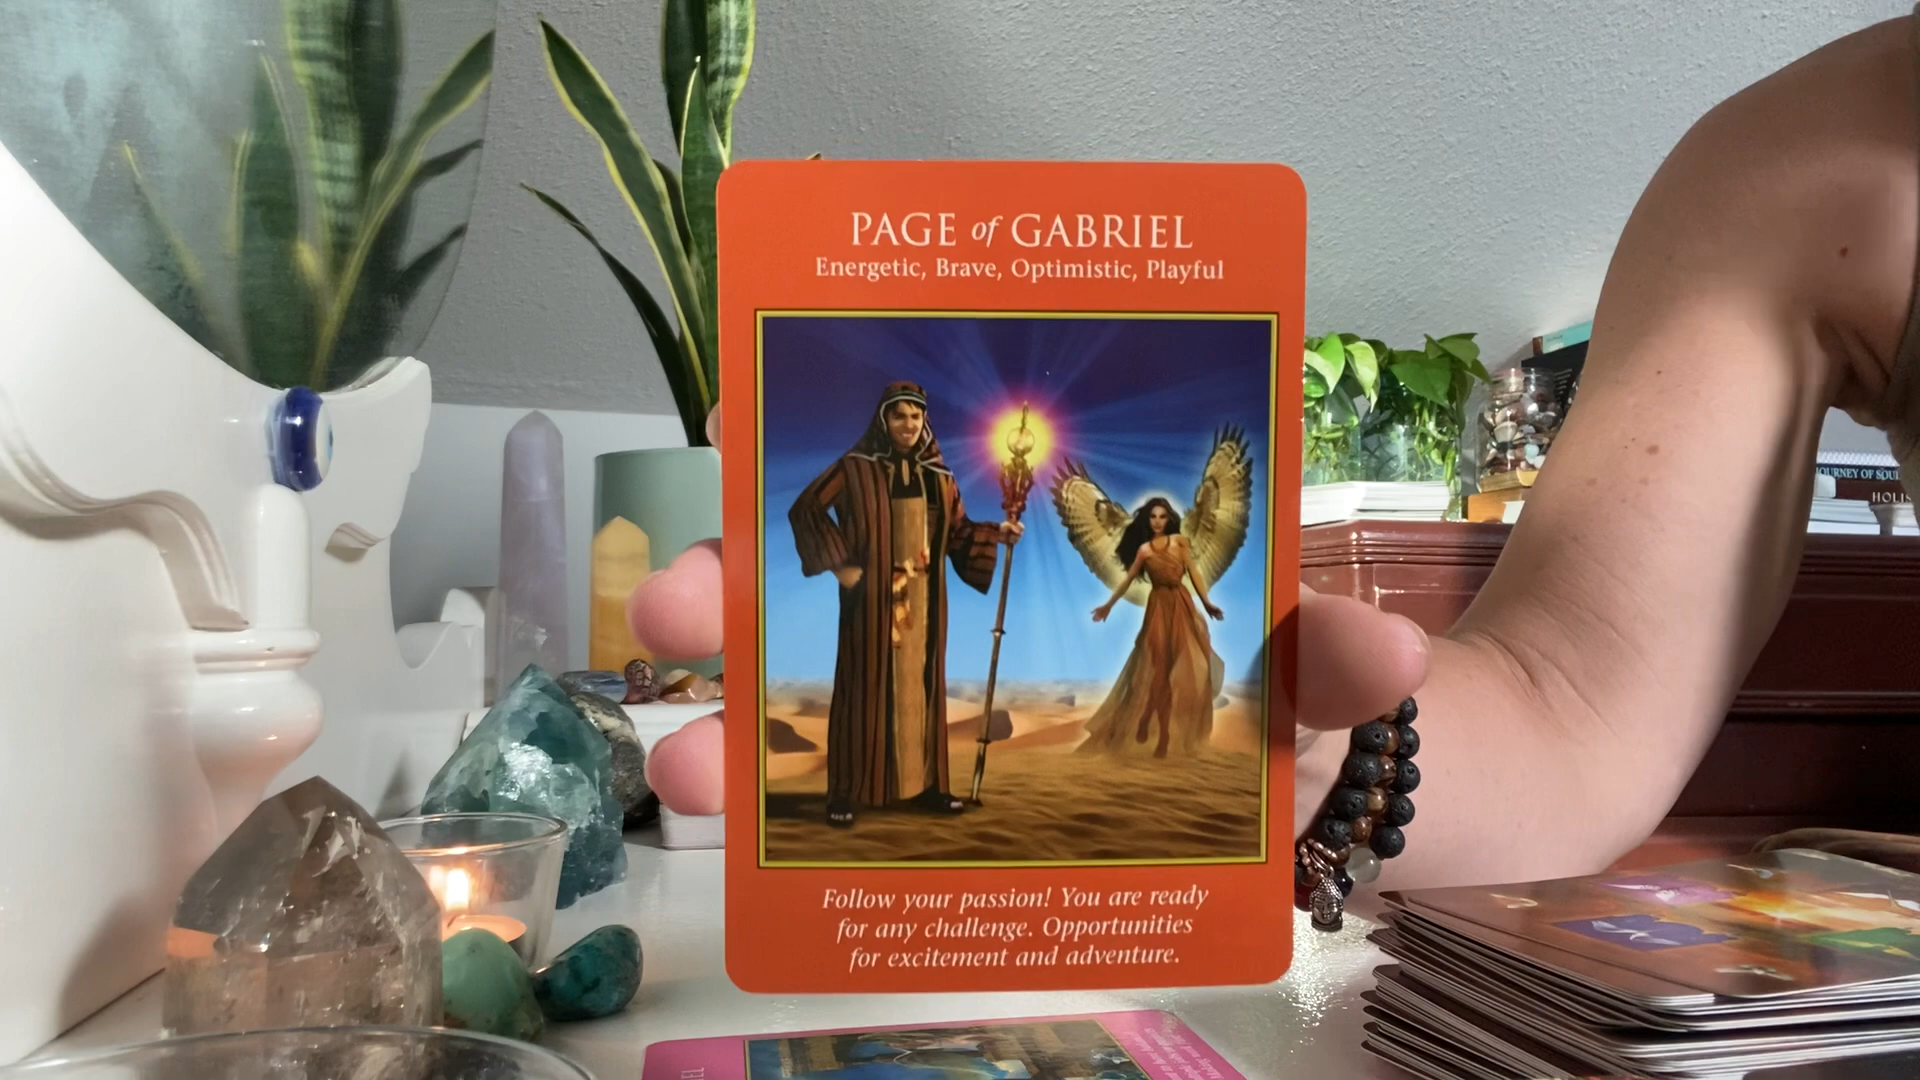 PAGE of GABRIEL
Energetic, Brave, Optimistic, Playful
Follow your passion! You are ready
for any challenge. Opportunities
for excitement and adventure.
JOURNEY OF SOUL
HOLIS